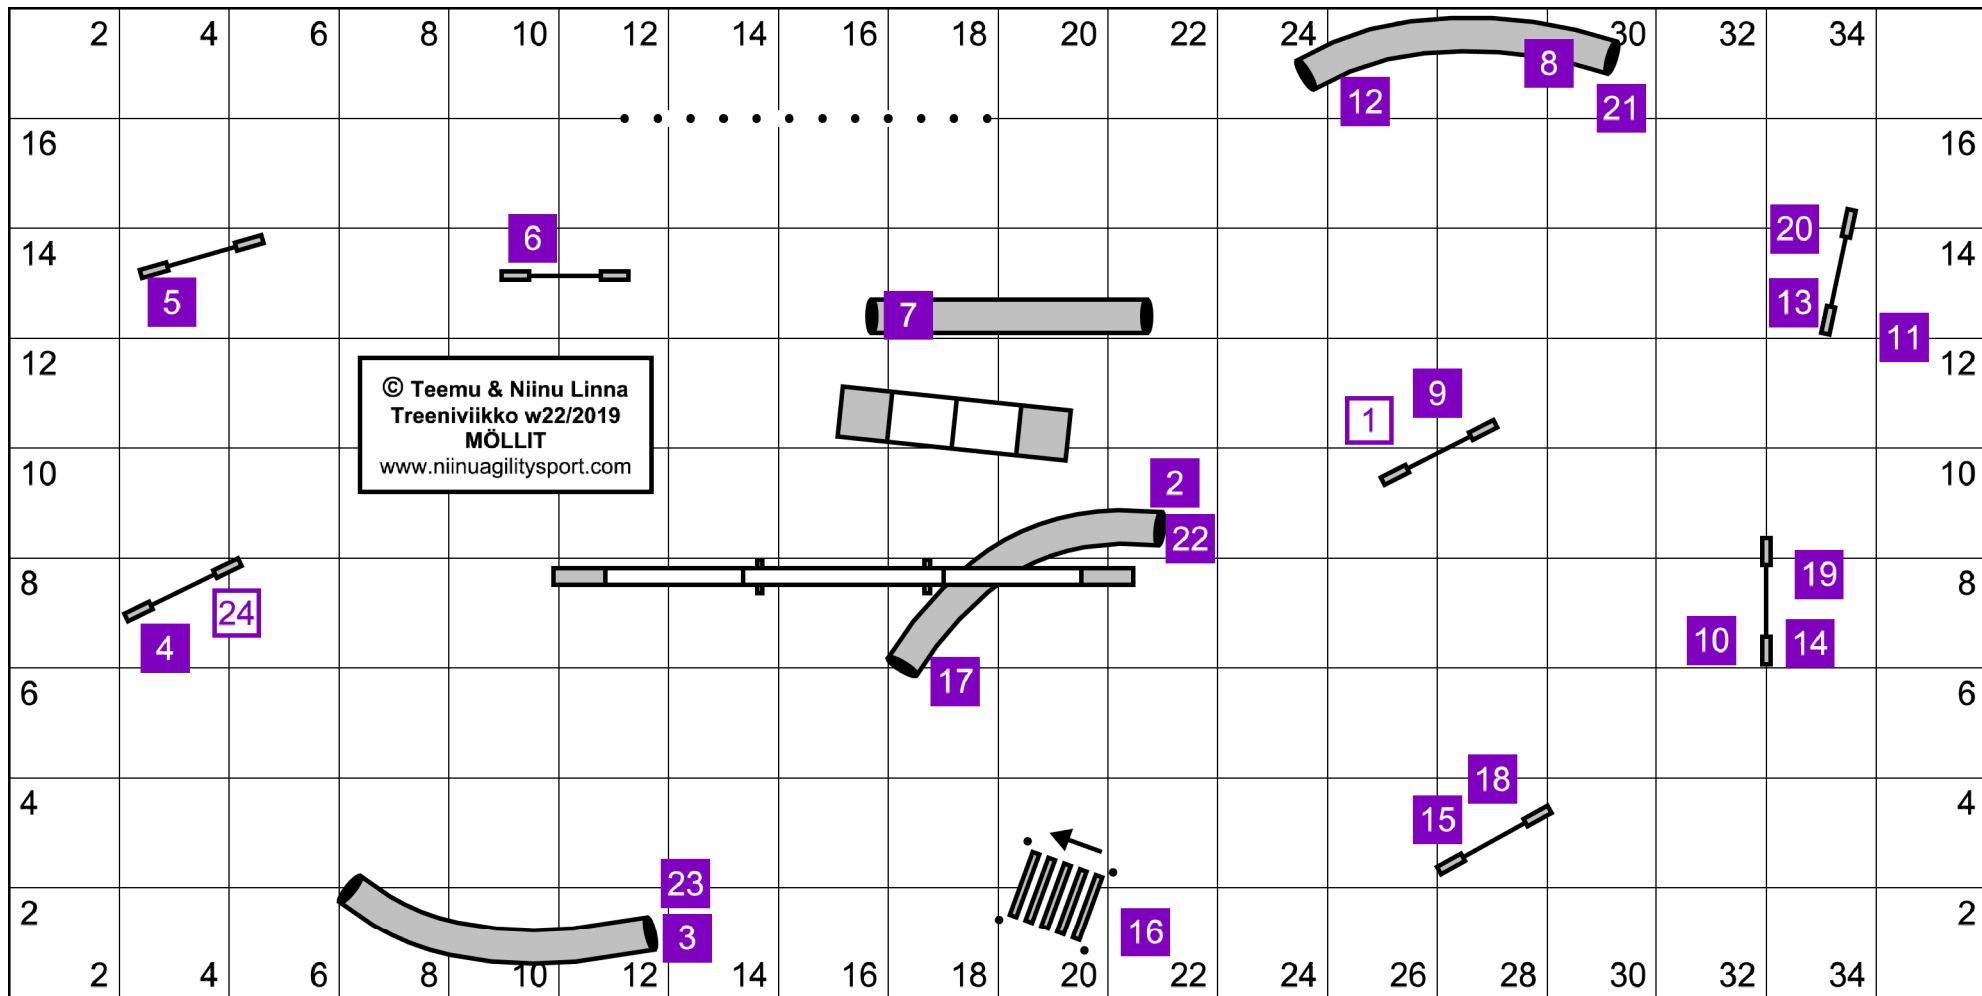 2 4 6 8 10 12 14 16 18 20 22 24 30 32 34
8
12 21
16 16
20
14 6 14
5 13
7 11
12 12
© Teemu & Niinu Linna
Treeniviikko w22/2019
MÖLLIT
www.niinuagilitysport.com
9
1
10 2 10
22
8 19 8
24
4 10 14
6 17 6
18
4 15 4
23
2 3 16 2
2 4 6 8 10 12 14 16 18 20 22 24 26 28 30 32 34